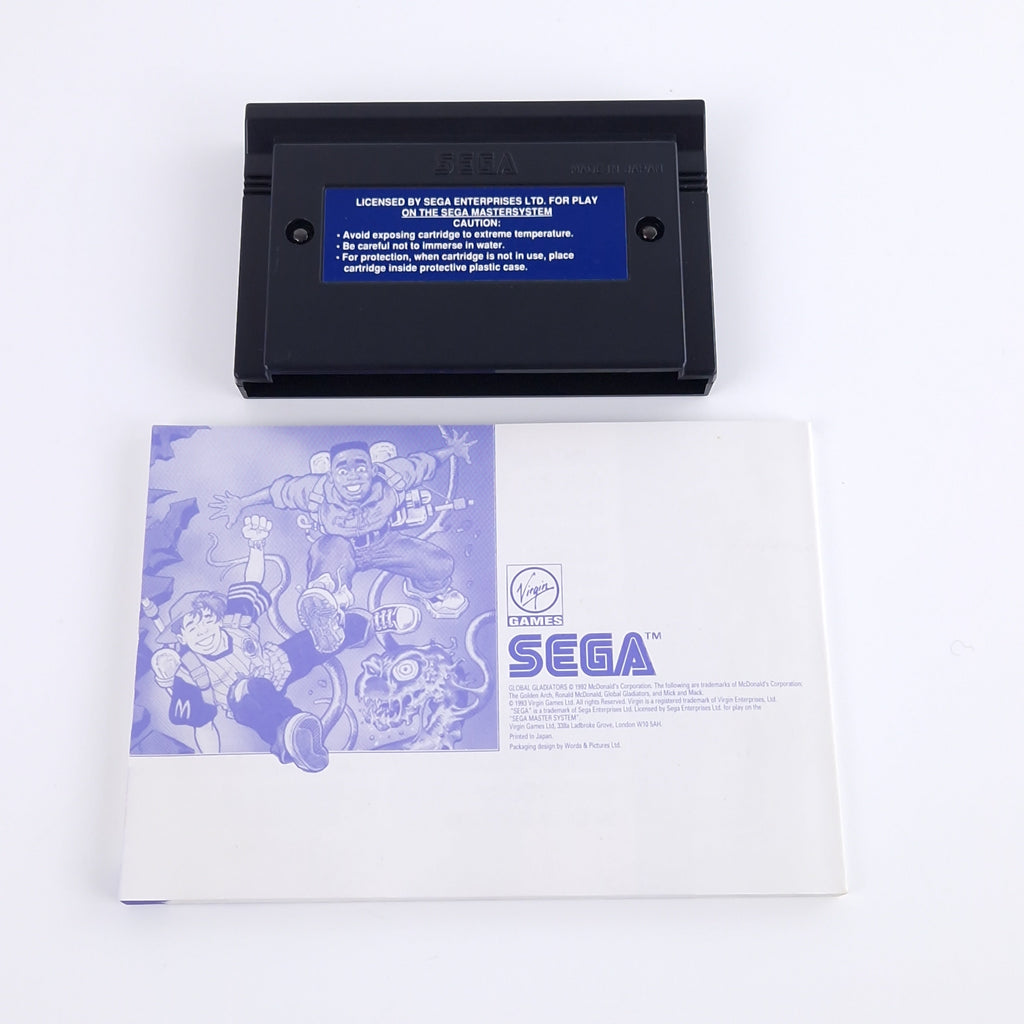 SEGA
MADE IN JAPAN
LICENSED BY SEGA ENTERPRISES LTD. FOR PLAY
ON THE SEGA MASTERSYSTEM
CAUTION:
• Avoid exposing cartridge to extreme temperature.
• Be careful not to immerse in water.
• For protection, when cartridge is not in use, place
cartridge inside protective plastic case.
M
Virgin
GAMES
SEGA™
GLOBAL GLADIATORS © 1992 McDonald's Corporation. The following are trademarks of McDonald's Corporation;
The Golden Arch, Ronald McDonald, Global Gladiators, and Mick and Mack.
© 1993 Virgin Games Ltd. All rights Reserved. Virgin is a registered trademark of Virgin Enterprises, Ltd.
"SEGA" is a trademark of Sega Enterprises Ltd. Licensed by Sega Enterprises Ltd. for play on the
"SEGA MASTER SYSTEM".
Virgin Games Ltd, 338a Ladbroke Grove, London W10 5AH.
Printed in Japan.
Packaging design by Words & Pictures Ltd.